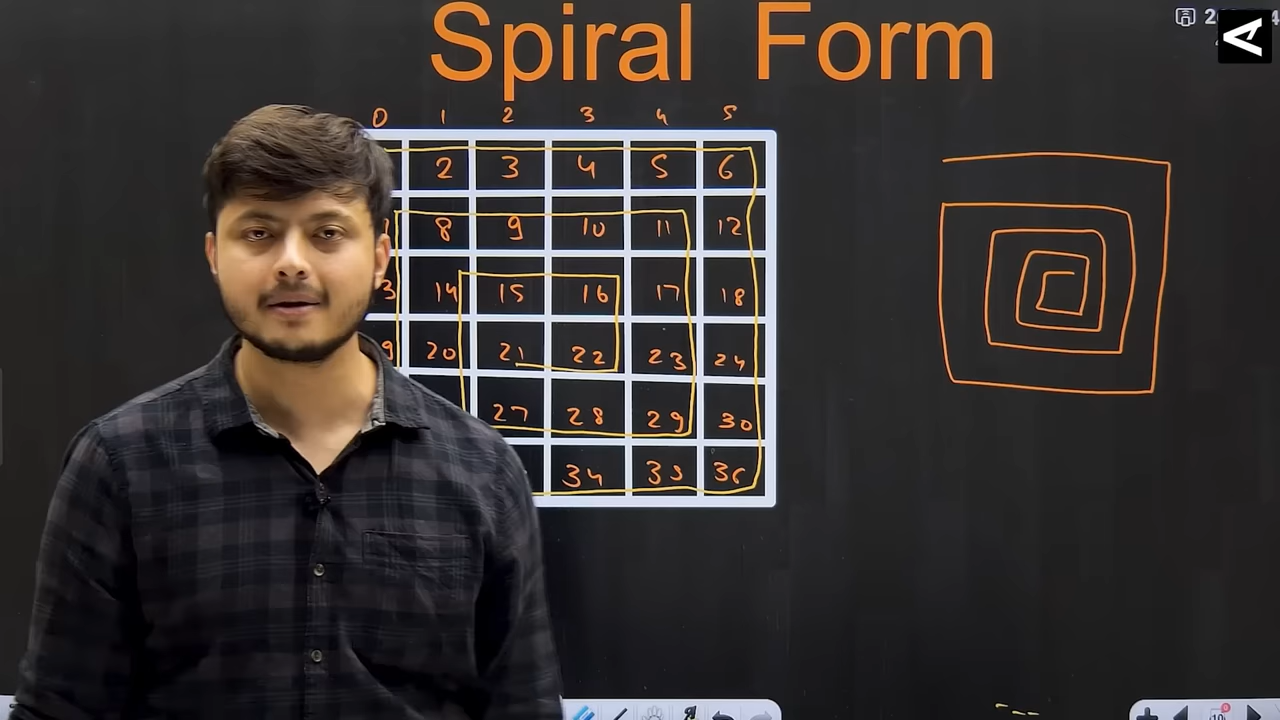 Spiral Form
0 1 2 3 4 5
2 3 4 5 6
8 9 10 11 12
14 15 16 17 18
20 21 22 23 24
27 28 29 30
34 35 36